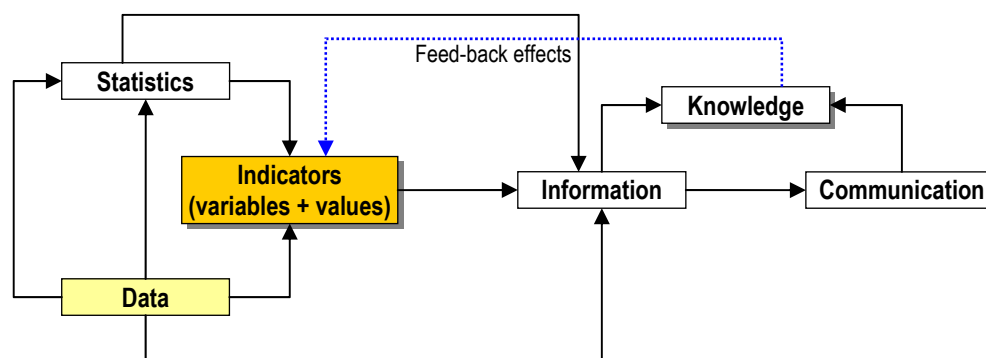 Feed-back effects
Statistics
Knowledge
Indicators
(variables + values)
Information
Communication
Data